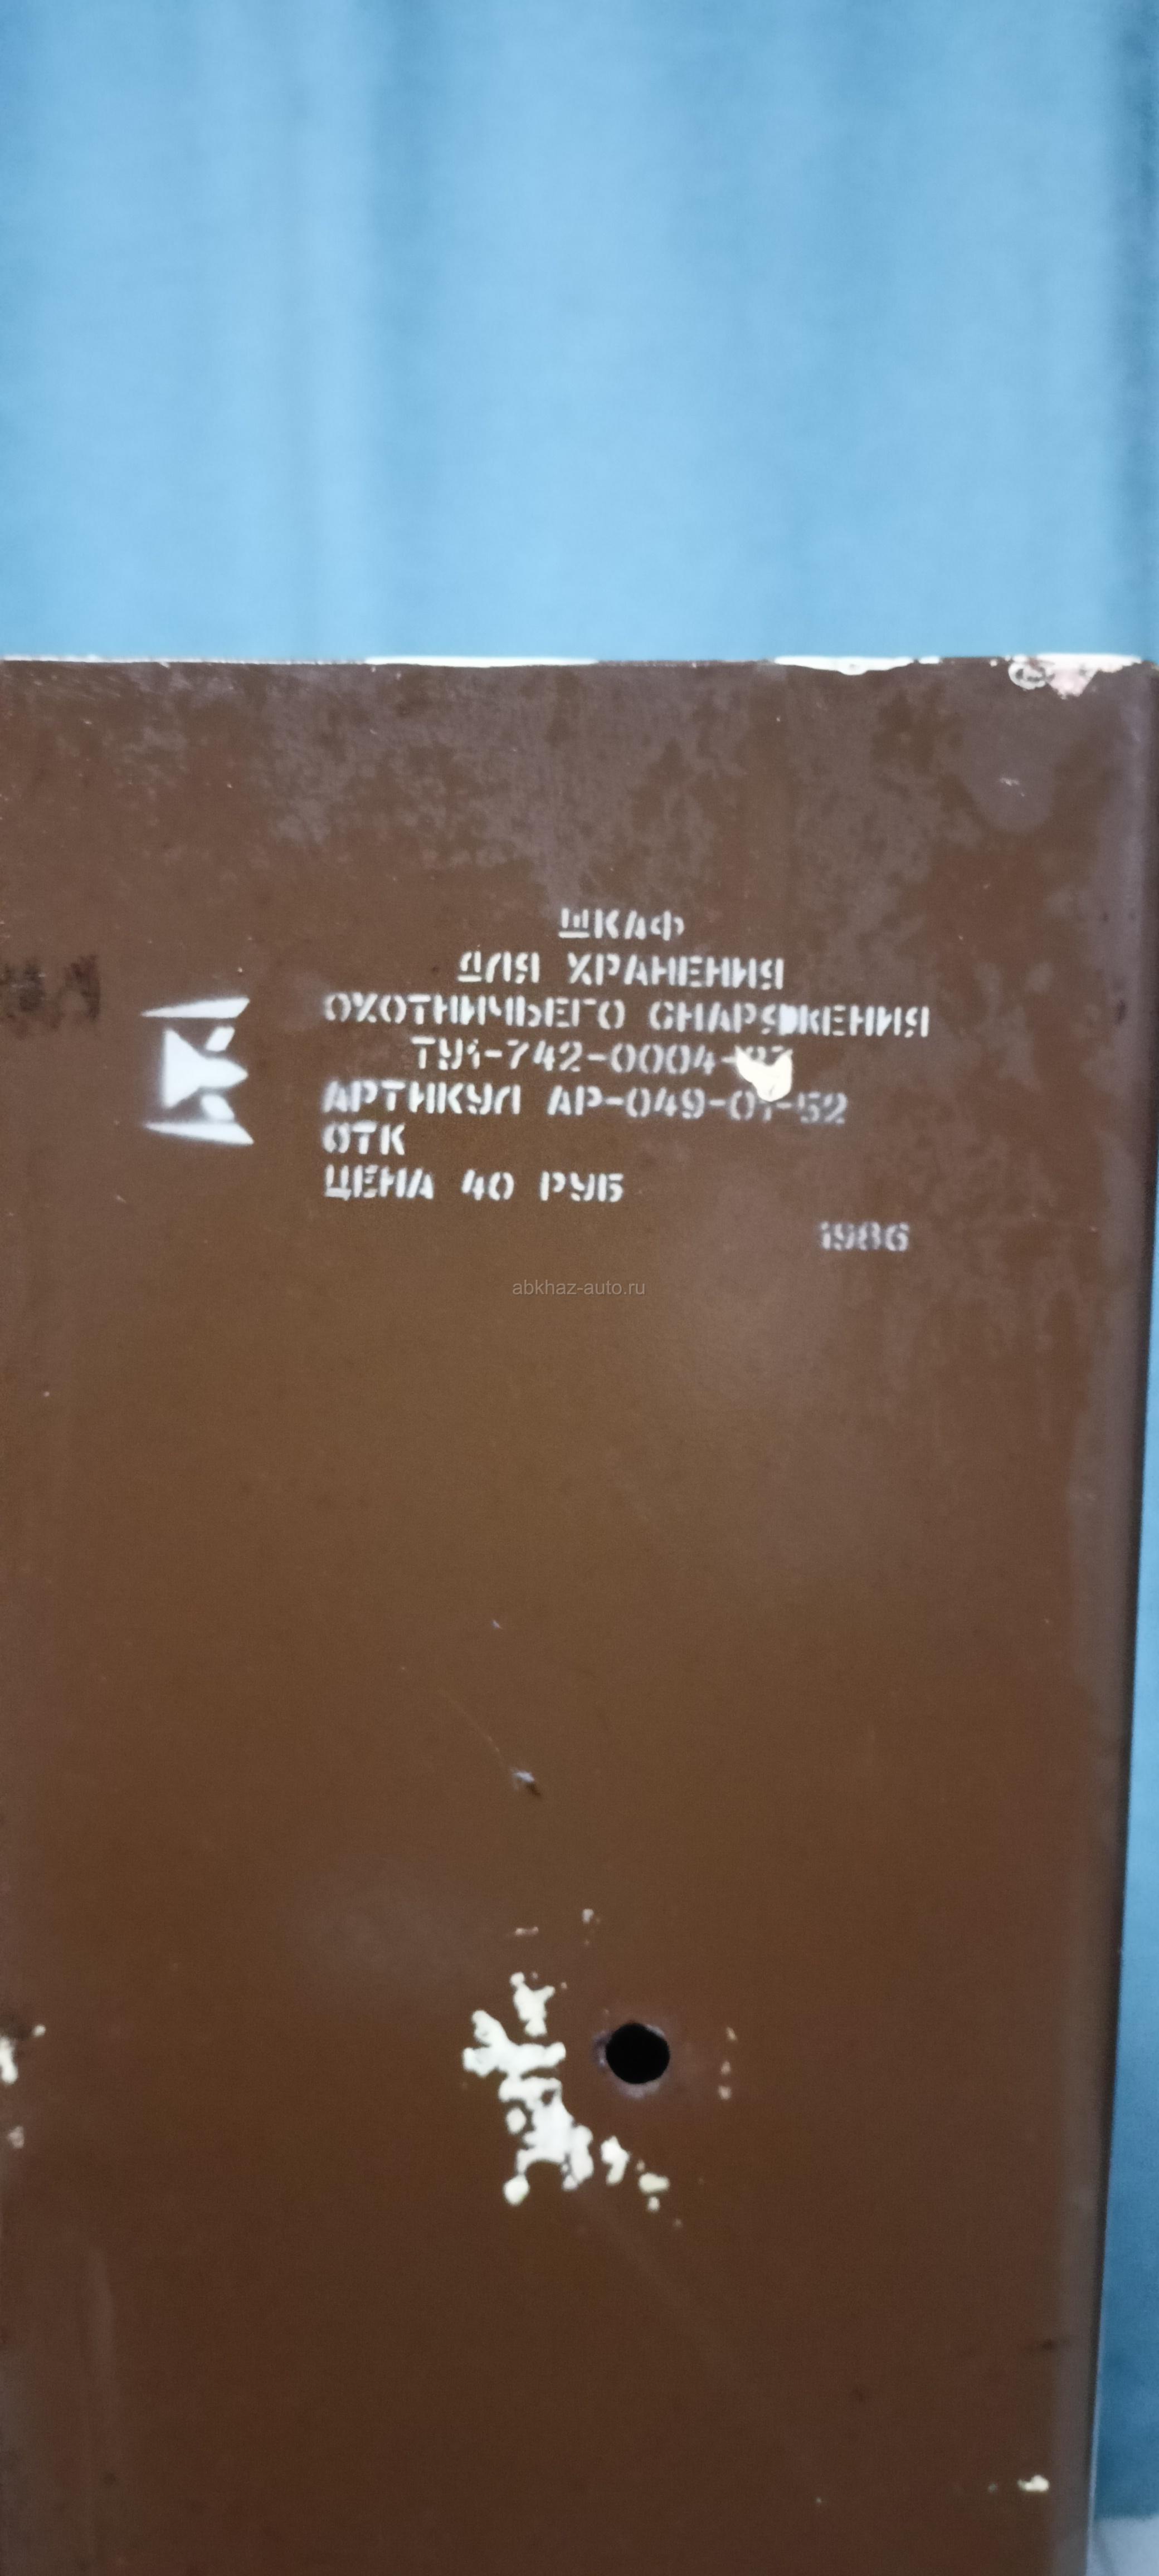 ШКАФ
ДЛЯ ХРАНЕНИЯ
ОХОТНИЧЬЕГО СНАРЯЖЕНИЯ
АРТИКУЛ АР-049-01-52
ОТК
ЦЕНА 40 РУБ
1986
abkhaz-auto.ru